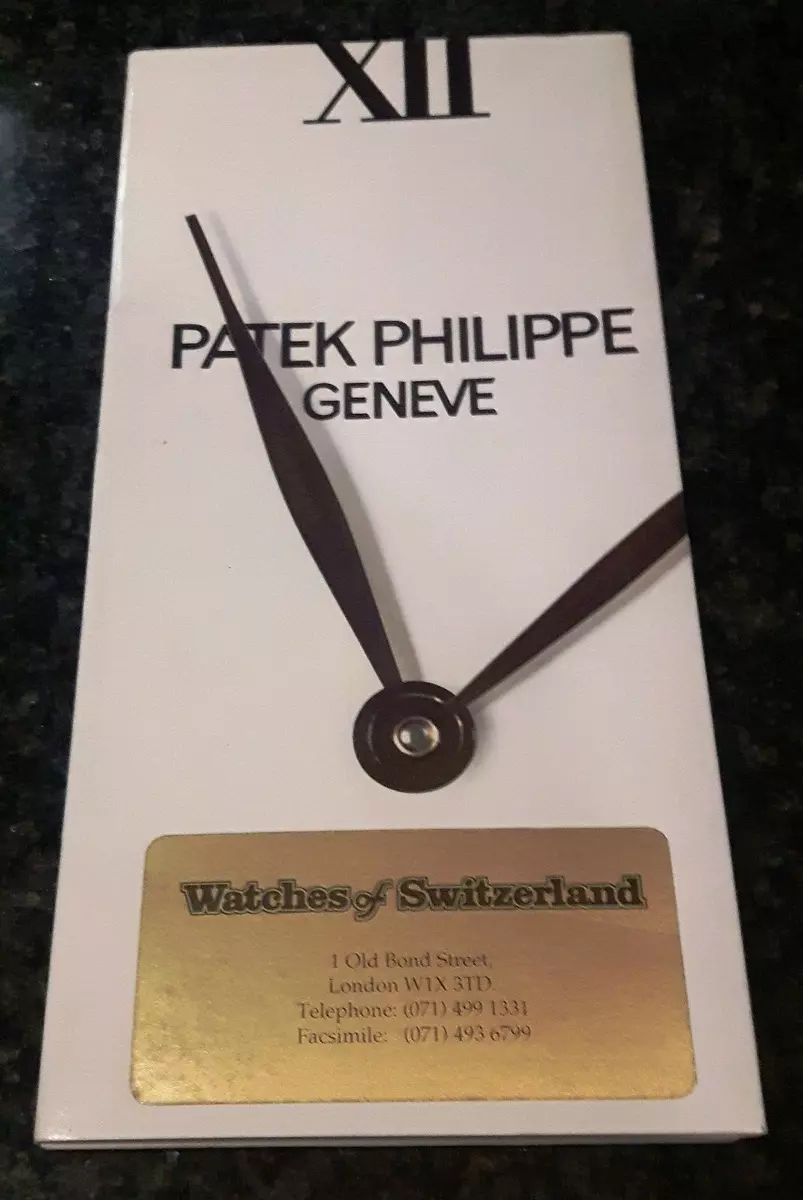 XII
PATEK PHILIPPE
GENEVE
Watches of Switzerland
1 Old Bond Street,
London W1X 3TD
Telephone: (071) 499 1331
Facsimile: (071) 493 6799